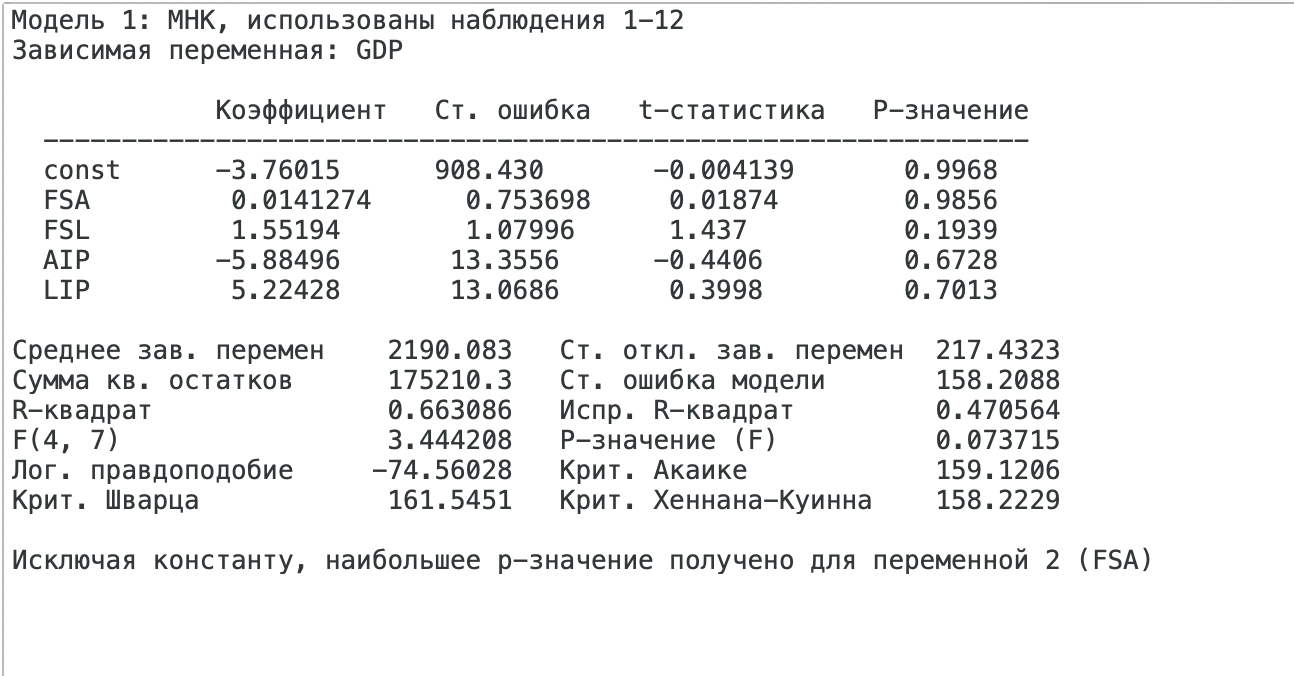 Модель 1: МНК, использованы наблюдения 1-12
Зависимая переменная: GDP
Коэффициент Ст. ошибка t-статистика P-значение
------------------------------------------------------------
const -3.76015 908.430 -0.004139 0.9968
FSA 0.0141274 0.753698 0.01874 0.9856
FSL 1.55194 1.07996 1.437 0.1939
AIP -5.88496 13.3556 -0.4406 0.6728
LIP 5.22428 13.0686 0.3998 0.7013
Среднее зав. перемен 2190.083 Ст. откл. зав. перемен 217.4323
Сумма кв. остатков 175210.3 Ст. ошибка модели 158.2088
R-квадрат 0.663086 Испр. R-квадрат 0.470564
F(4, 7) 3.444208 Р-значение (F) 0.073715
Лог. правдоподобие -74.56028 Крит. Акаике 159.1206
Крит. Шварца 161.5451 Крит. Хеннана-Куинна 158.2229
Исключая константу, наибольшее р-значение получено для переменной 2 (FSA)